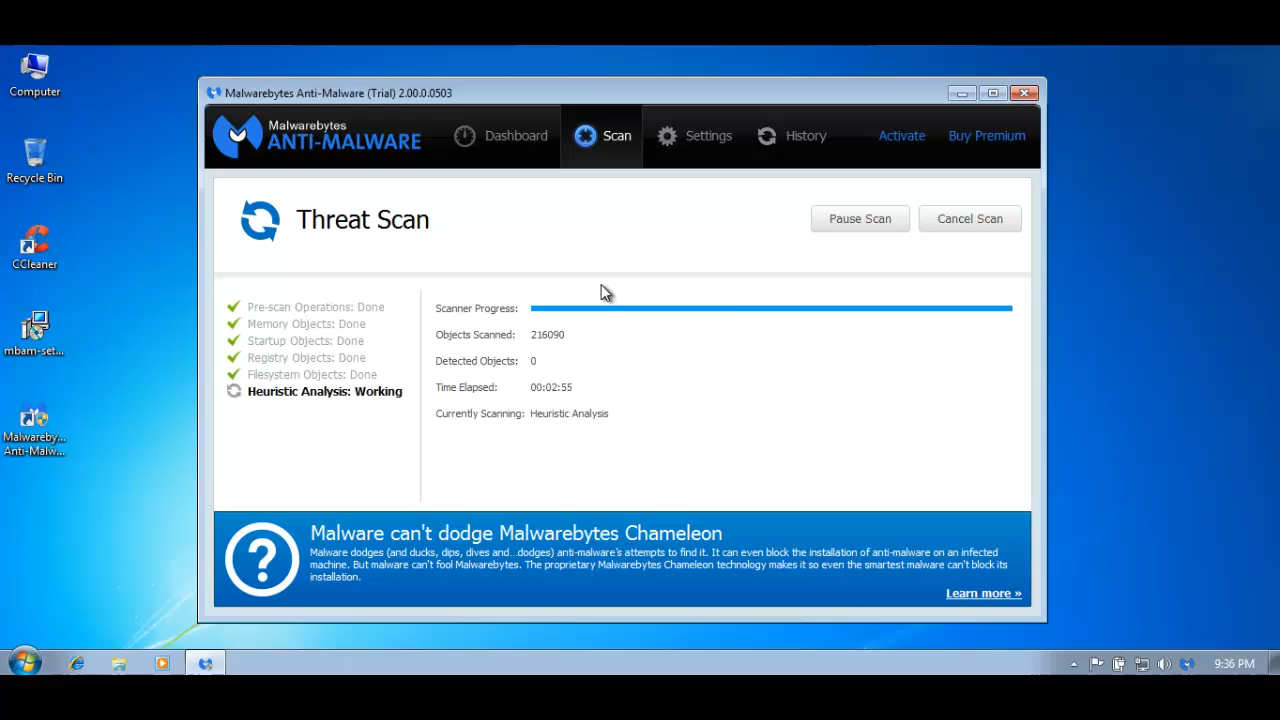 Computer
Recycle Bin
CCleaner
mbam-set...
Malwareby...
Anti-Malw...
Malwarebytes Anti-Malware (Trial) 2.00.0.0503
Malwarebytes
ANTI-MALWARE
Dashboard
Scan
Settings
History
Activate
Buy Premium
Threat Scan
Pause Scan
Cancel Scan
Pre-scan Operations: Done
Memory Objects: Done
Startup Objects: Done
Registry Objects: Done
Filesystem Objects: Done
Heuristic Analysis: Working
Scanner Progress:
Objects Scanned: 216090
Detected Objects: 0
Time Elapsed: 00:02:55
Currently Scanning: Heuristic Analysis
Malware can't dodge Malwarebytes Chameleon
Malware dodges (and ducks, dips, dives and...dodges) anti-malware's attempts to find it. It can even block the installation of anti-malware on an infected
machine. But malware can't fool Malwarebytes. The proprietary Malwarebytes Chameleon technology makes it so even the smartest malware can't block its
installation.
Learn more »
9:36 PM